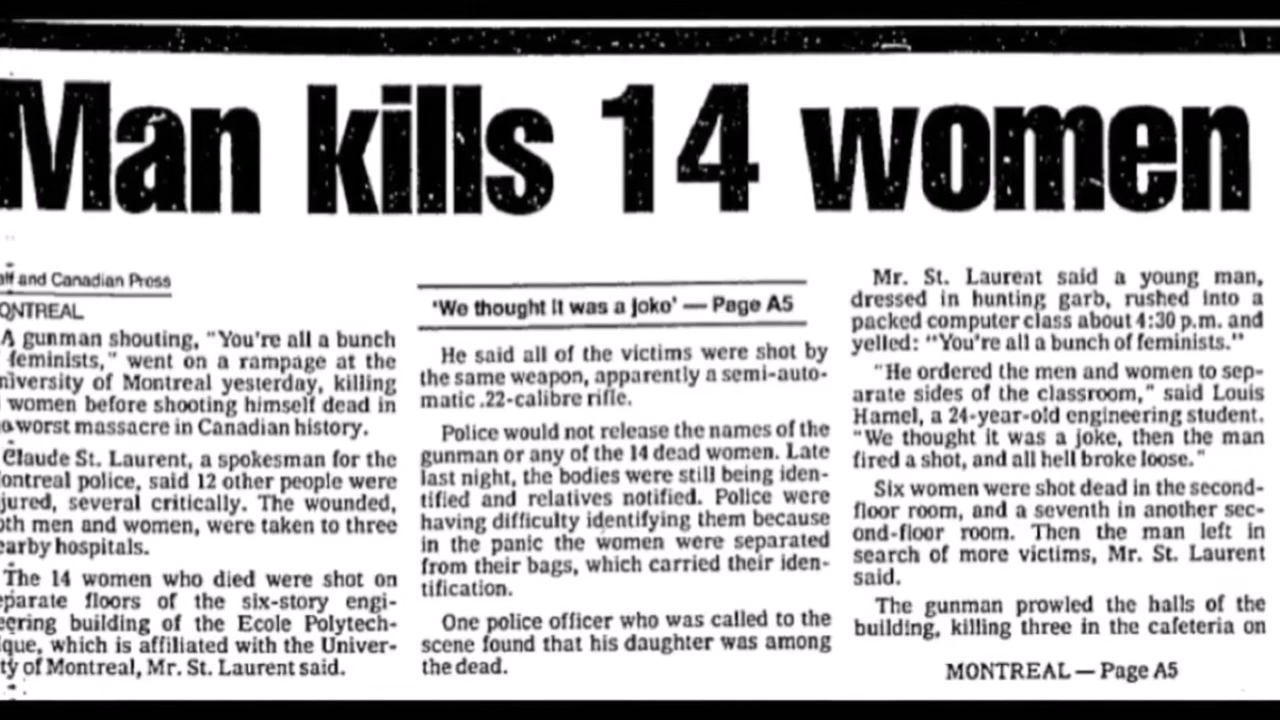 Man kills 14 women
and Canadian Press
A gunman shouting, "You're all a bunch
feminists," went on a rampage at the
of Montreal yesterday, killing
women before shooting himself dead in
worst massacre in Canadian history.
Claude St. Laurent, a spokesman for the
police, said 12 other people were
several critically. The wounded,
men and women, were taken to three
hospitals.
The 14 women who died were shot on
floors of the six-story engi-
building of the Ecole Polytech-
which is affiliated with the Univer-
of Montreal, Mr. St. Laurent said.
'We thought it was a joke' — Page A5
He said all of the victims were shot by
the same weapon, apparently a semi-auto-
matic .22-calibre rifle.
Police would not release the names of the
gunman or any of the 14 dead women. Late
last night, the bodies were still being iden-
tified and relatives notified. Police were
having difficulty identifying them because
in the panic the women were separated
from their bags, which carried their iden-
tification.
One police officer who was called to the
scene found that his daughter was among
the dead.
Mr. St. Laurent said a young man,
dressed in hunting garb, rushed into a
packed computer class about 4:30 p.m. and
yelled: "You're all a bunch of feminists."
"He ordered the men and women to sep-
arate sides of the classroom," said Louis
Hamel, a 24-year-old engineering student.
"We thought it was a joke, then the man
fired a shot, and all hell broke loose."
Six women were shot dead in the second-
floor room, and a seventh in another sec-
ond-floor room. Then the man left in
search of more victims, Mr. St. Laurent
said.
The gunman prowled the halls of the
building, killing three in the cafeteria on
MONTREAL — Page A5